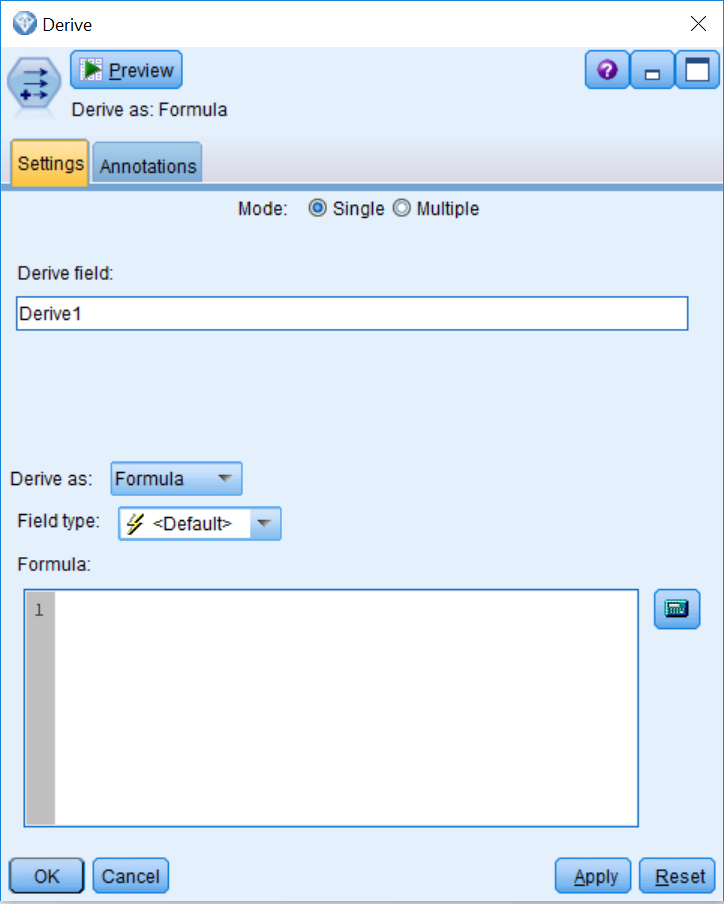 Derive
Preview
?
Derive as: Formula
Settings Annotations
Mode: Single Multiple
Derive field:
Derive1
Derive as: Formula
Field type: <Default>
Formula:
1
OK Cancel Apply Reset